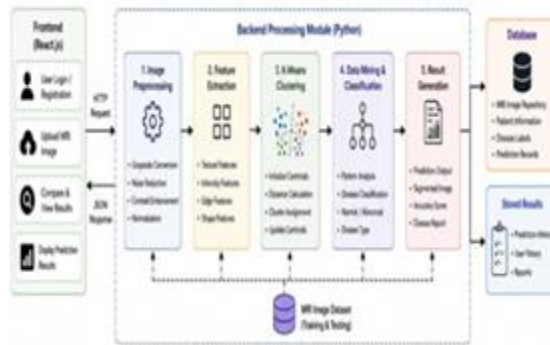 Frontend
(React.js)
User Login /
Registration
Upload MRI
Image
Compare &
View Results
Display Prediction
Results
HTTP
Request
JSON
Response
Backend Processing Module (Python)
1. Image
Preprocessing
Grayscale Conversion
Noise Reduction
Contrast Enhancement
Normalization
2. Feature
Extraction
Texture Features
Intensity Features
Edge Features
Shape Features
3. K-Means
Clustering
Initialize Centroids
Distance Calculation
Cluster Assignment
Update Centroids
4. Data Mining &
Classification
Pattern Analysis
Disease Classification
Normal / Abnormal
Disease Type
5. Result
Generation
Prediction Output
Segmented Image
Accuracy Score
Disease Report
MRI Image Dataset
(Training & Testing)
Database
MRI Image Repository
Patient Information
Labels
Prediction Records
Stored Results
Prediction History
User History
Reports